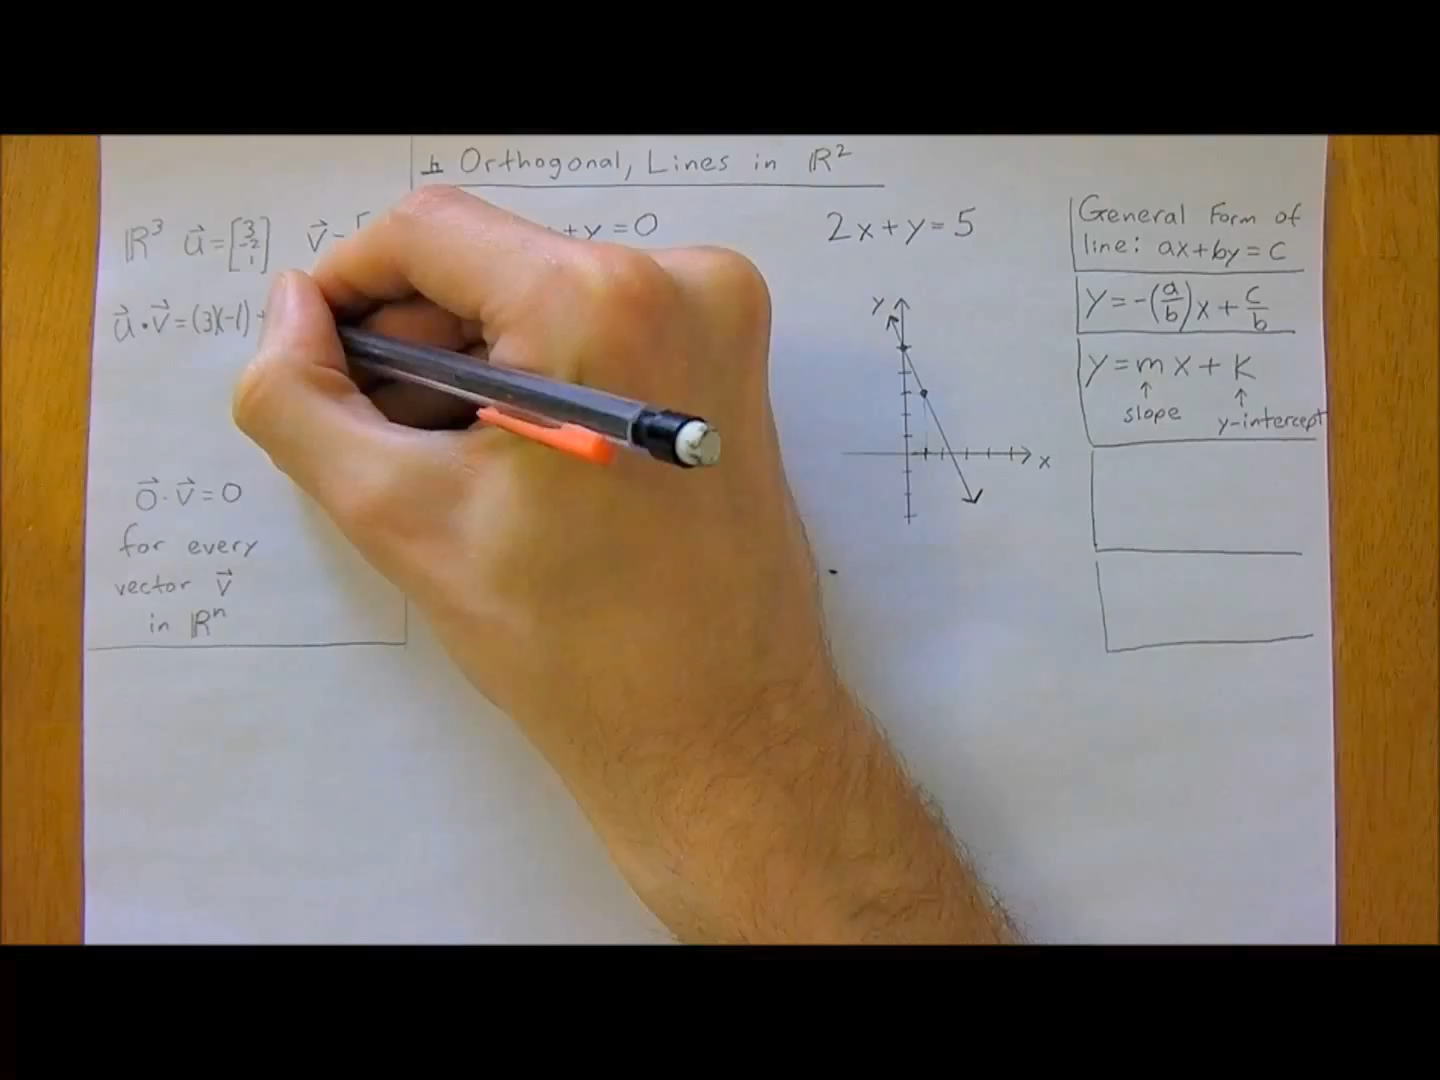 Orthogonal, Lines in ℝ²
ℝ³ u⃗ = [3 -2 1] v⃗ =
u⃗ · v⃗ = (3)(-1) +
0⃗ · v⃗ = 0
for every
vector v⃗
in ℝⁿ
+y = 0
2x + y = 5
y
x
General Form of
line: ax + by = c
y = -(a/b)x + c/b
y = mx + k
↑ ↑
slope y-intercept